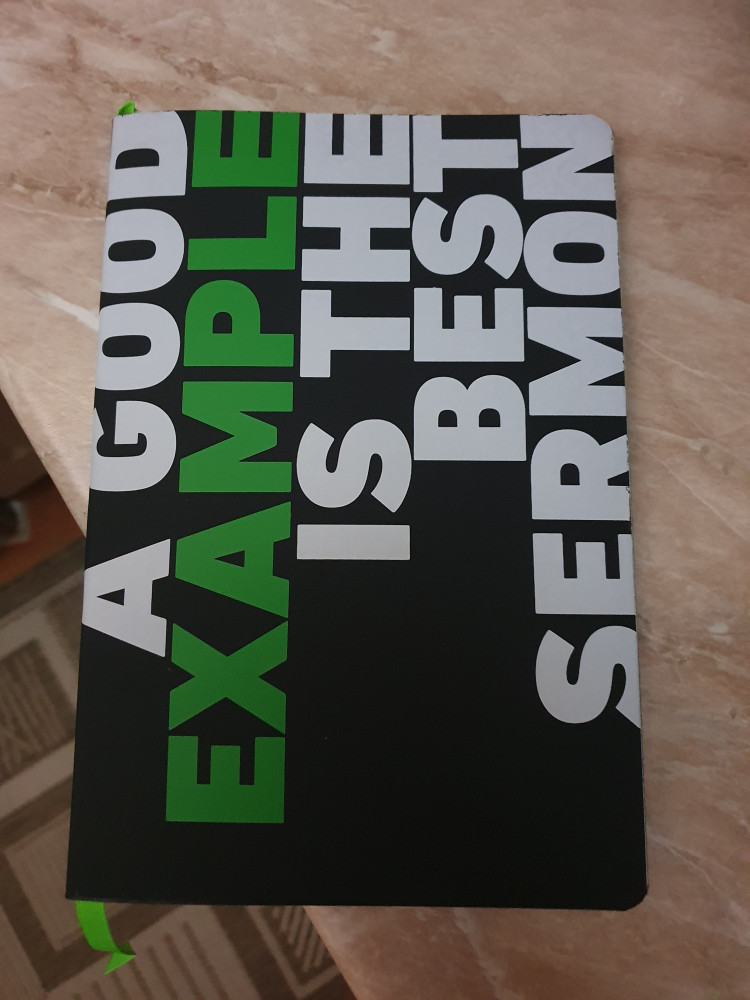 A GOOD
EXAMPLE
IS THE
BEST
SERMON